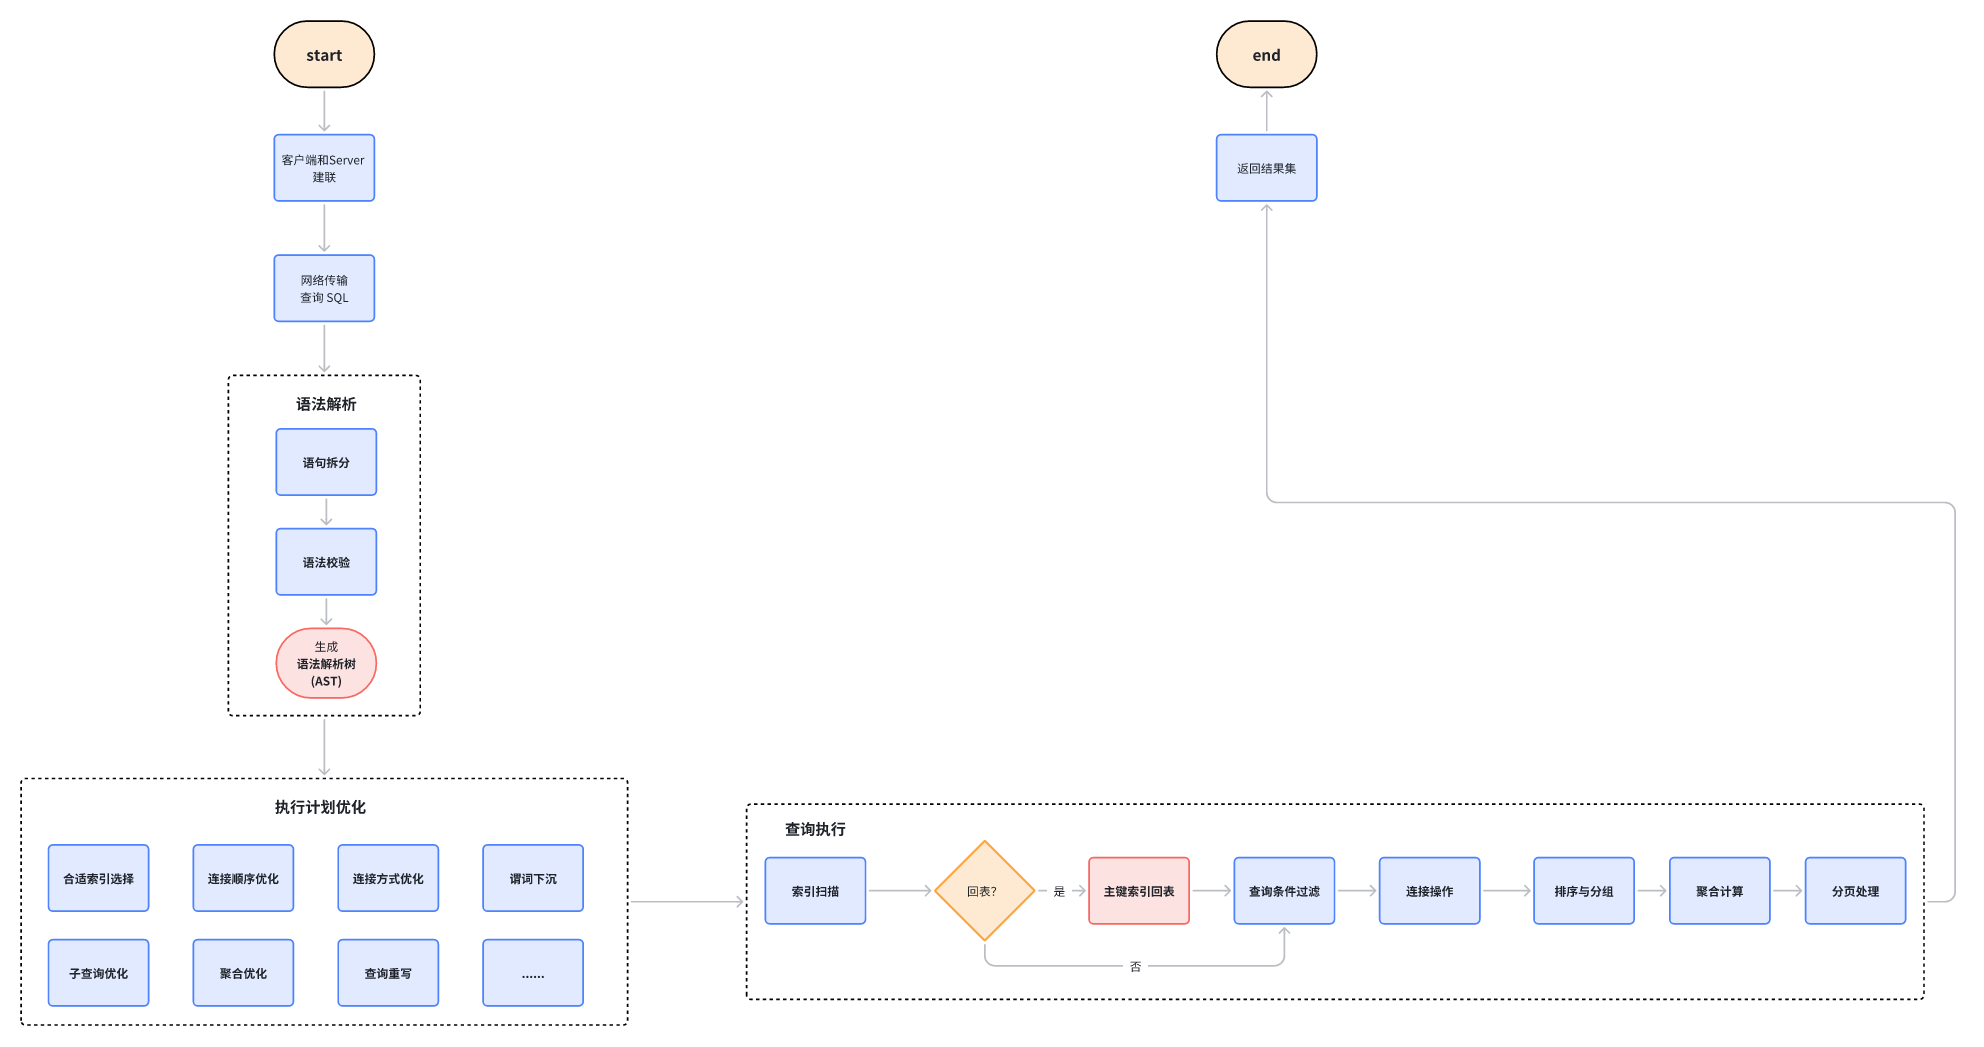 start
客户端和Server
建联
网络传输
查询 SQL
语法解析
语句拆分
语法校验
生成
语法解析树
(AST)
执行计划优化
合适索引选择
连接顺序优化
连接方式优化
谓词下沉
子查询优化
聚合优化
查询重写
......
查询执行
索引扫描
回表？
是
否
主键索引回表
查询条件过滤
连接操作
排序与分组
聚合计算
分页处理
返回结果集
end